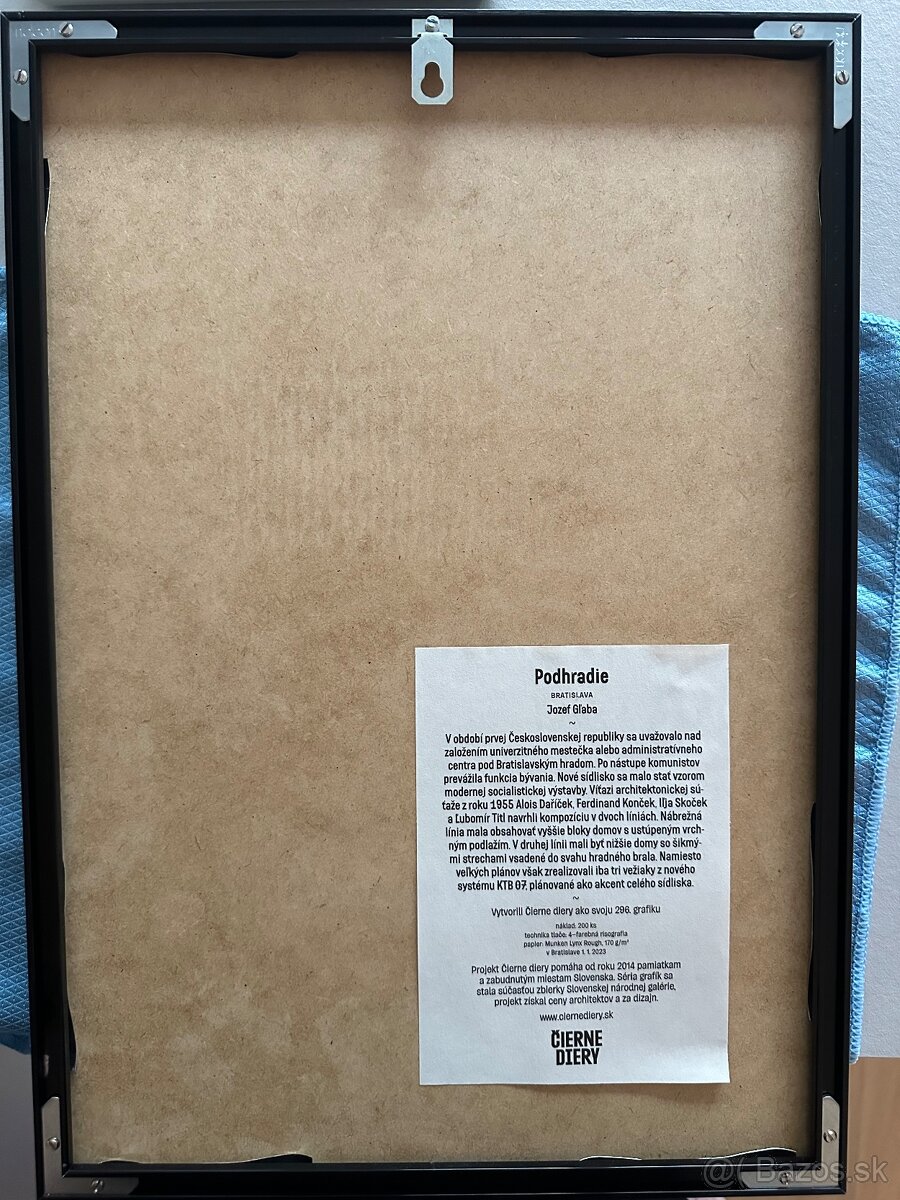 Podhradie
BRATISLAVA
Jozef Gľaba
~
V období prvej Československej republiky sa uvažovalo nad
založením univerzitného mestečka alebo administratívneho
centra pod Bratislavským hradom. Po nástupe komunistov
prevážila funkcia bývania. Nové sídlisko sa malo stať vzorom
modernej socialistickej výstavby. Víťazi architektonickej sú-
ťaže z roku 1955 Alois Daříček, Ferdinand Konček, Iľja Skoček
a Ľubomír Titl navrhli kompozíciu v dvoch líniách. Nábrežná
línia mala obsahovať vyššie bloky domov s ustúpeným vrch-
ným podlažím. V druhej línii mali byť nižšie domy so šikmý-
mi strechami vsadené do svahu hradného brala. Namiesto
veľkých plánov však zrealizovali iba tri vežiaky z nového
systému KTB 07, plánované ako akcent celého sídliska.
~
Vytvorili Čierne diery ako svoju 296. grafiku
náklad: 200 ks
technika tlače: 4-farebná risografia
papier: Munken Lynx Rough, 170 g/m²
v Bratislave 1. 1. 2023
Projekt Čierne diery pomáha od roku 2014 pamiatkam
a zabudnutým miestam Slovenska. Séria grafík sa
stala súčasťou zbierky Slovenskej národnej galérie,
projekt získal ceny architektov a za dizajn.
www.ciernediery.sk
ČIERNE
DIERY
@ Bazos.sk